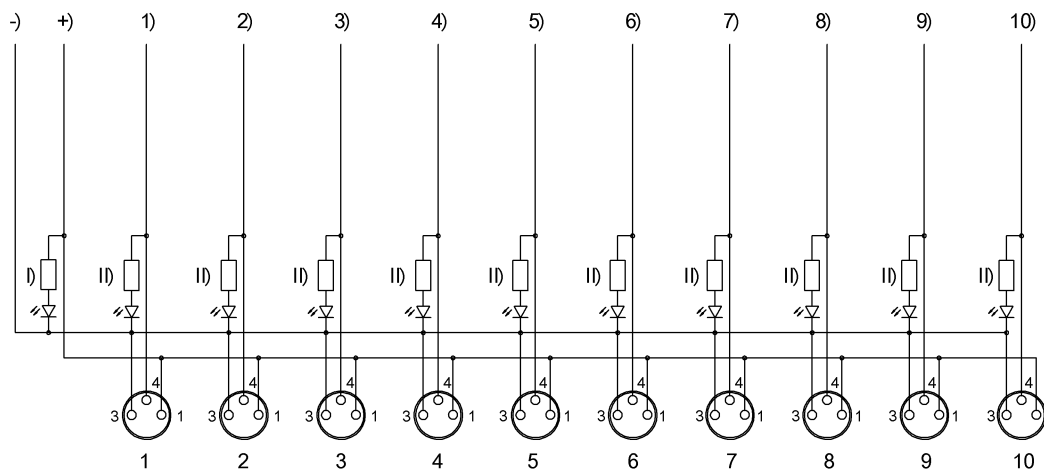 -) +) 1) 2) 3) 4) 5) 6) 7) 8) 9) 10)
I) II) II) II) II) II) II) II) II) II) II)
4 4 4 4 4 4 4 4 4 4
3 1 3 1 3 1 3 1 3 1 3 1 3 1 3 1 3 1 3 1
1 2 3 4 5 6 7 8 9 10